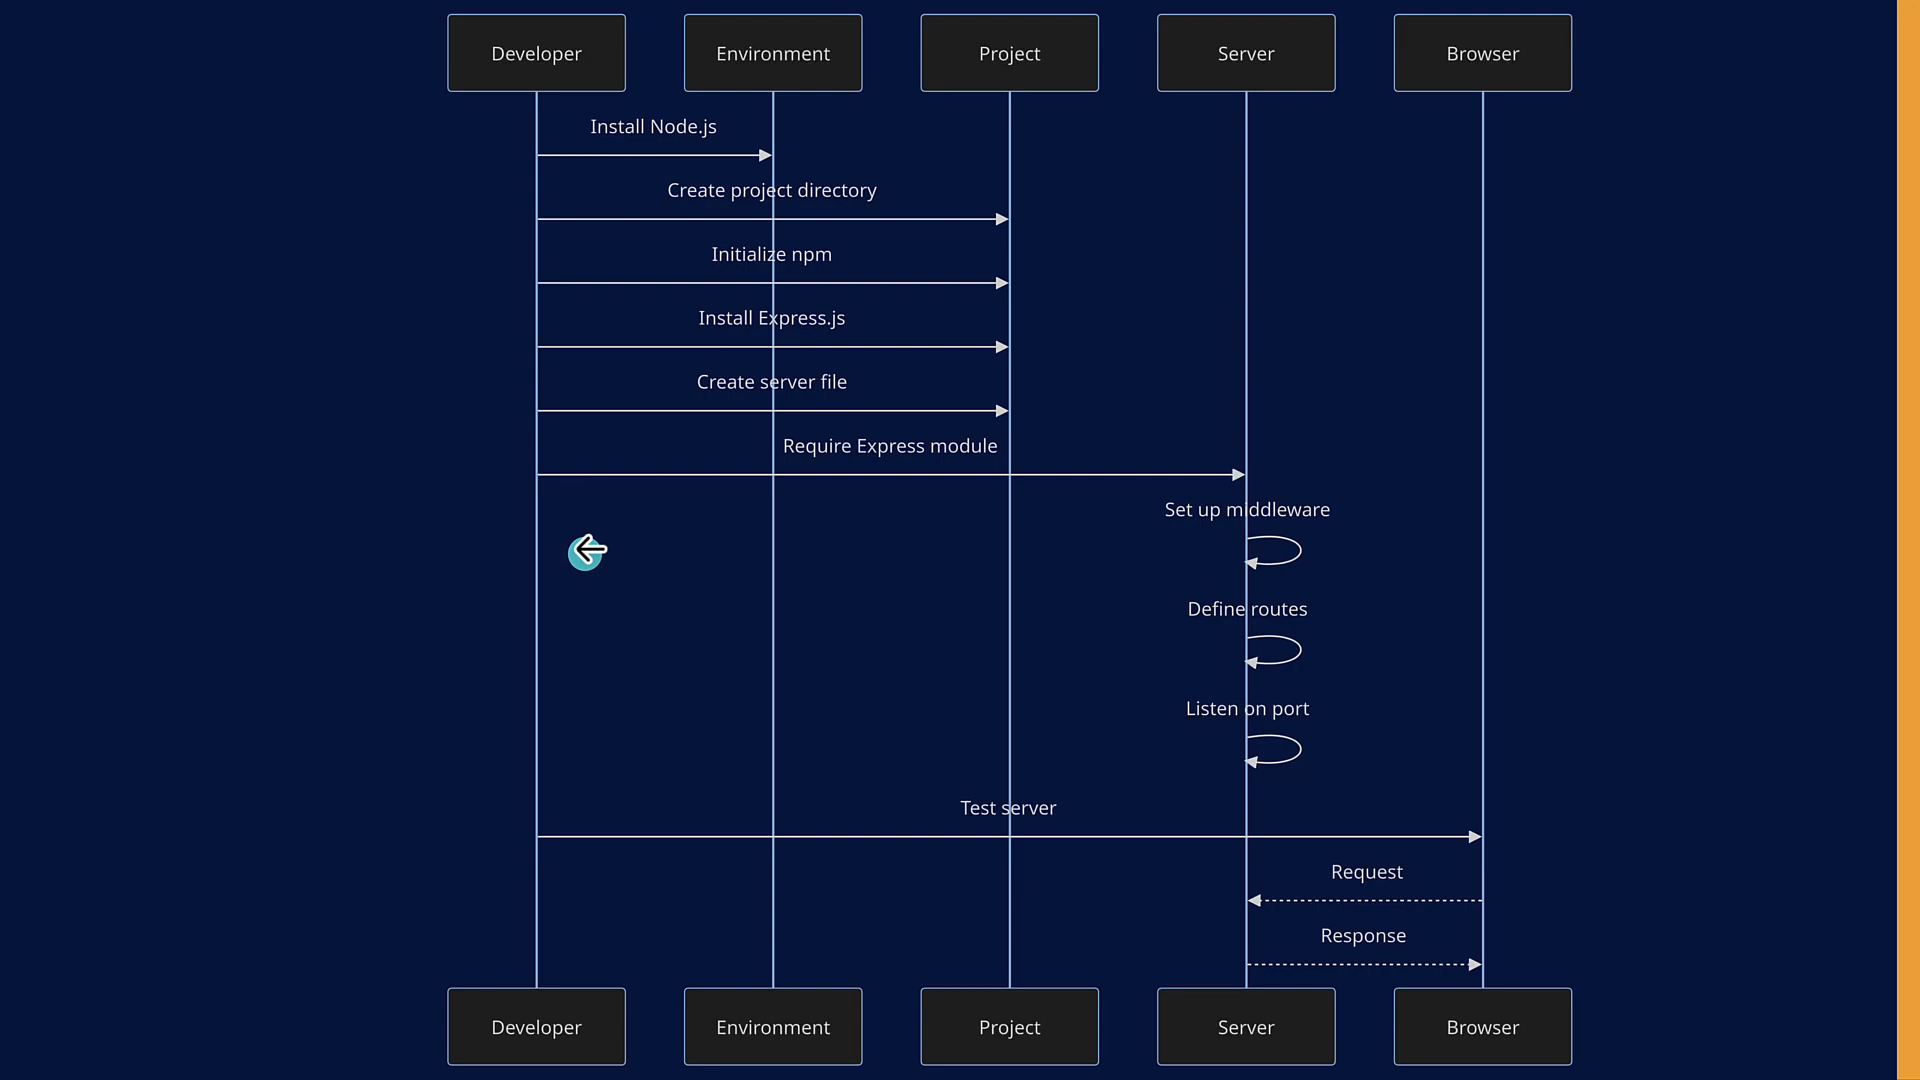 Developer
Environment
Project
Server
Browser
Install Node.js
Create project directory
Initialize npm
Install Express.js
Create server file
Require Express module
Set up middleware
Define routes
Listen on port
Test server
Request
Response
Developer
Environment
Project
Server
Browser